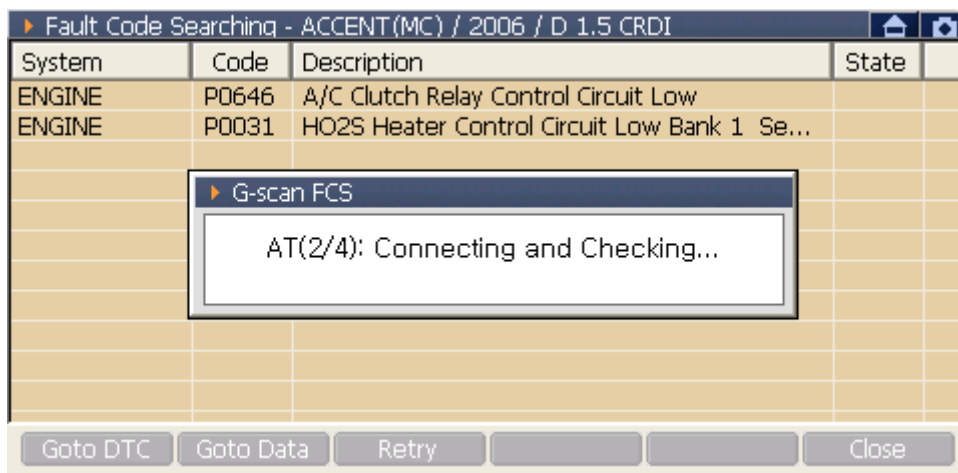 Fault Code Searching - ACCENT(MC) / 2006 / D 1.5 CRDI
System Code Description State
ENGINE P0646 A/C Clutch Relay Control Circuit Low
ENGINE P0031 HO2S Heater Control Circuit Low Bank 1 Se...
G-scan FCS
AT(2/4): Connecting and Checking...
Goto DTC Goto Data Retry Close